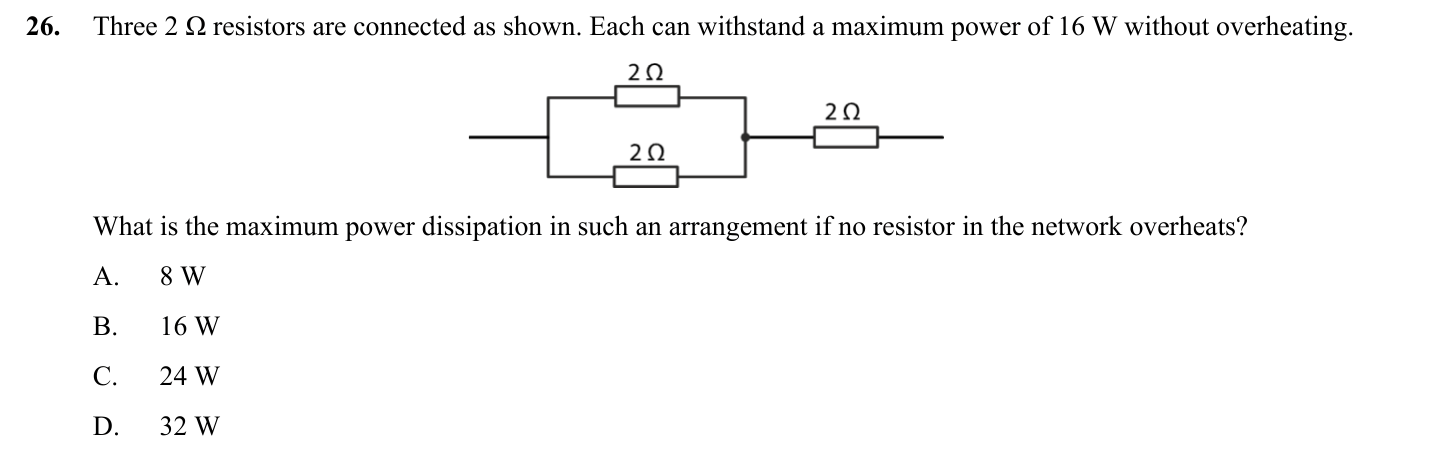 26. Three 2 Ω resistors are connected as shown. Each can withstand a maximum power of 16 W without overheating.
2 Ω
2 Ω
2 Ω
What is the maximum power dissipation in such an arrangement if no resistor in the network overheats?
A. 8 W
B. 16 W
C. 24 W
D. 32 W